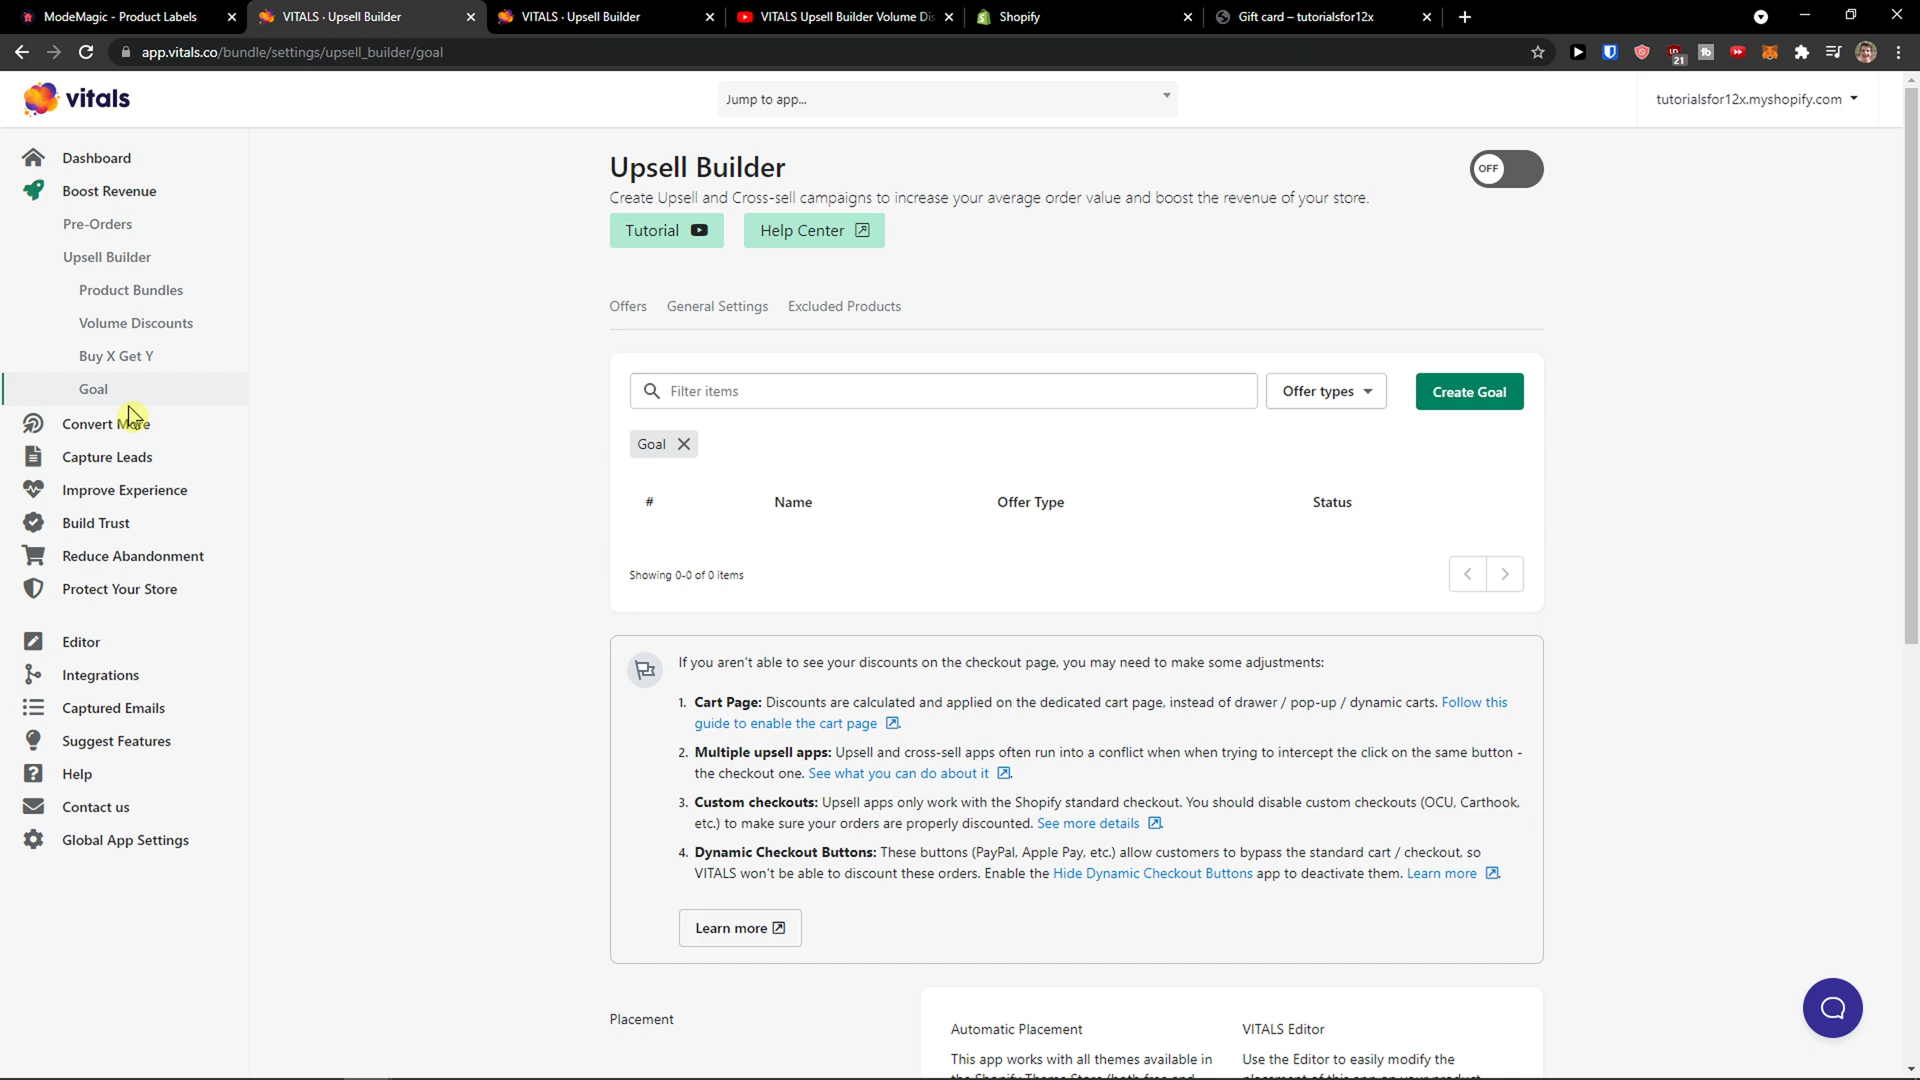 ModeMagic - Product Labels
VITALS · Upsell Builder
VITALS · Upsell Builder
VITALS Upsell Builder Volume Di
Shopify
Gift card – tutorialsfor12x
app.vitals.co/bundle/settings/upsell_builder/goal
21
vitals
Jump to app...
tutorialsfor12x.myshopify.com
Dashboard
Boost Revenue
Pre-Orders
Upsell Builder
Product Bundles
Volume Discounts
Buy X Get Y
Goal
Convert More
Capture Leads
Improve Experience
Build Trust
Reduce Abandonment
Protect Your Store
Editor
Integrations
Captured Emails
Suggest Features
Help
Contact us
Global App Settings
Upsell Builder
OFF
Create Upsell and Cross-sell campaigns to increase your average order value and boost the revenue of your store.
Tutorial
Help Center
Offers General Settings Excluded Products
Filter items
Offer types
Create Goal
Goal
# Name Offer Type Status
Showing 0-0 of 0 items
If you aren't able to see your discounts on the checkout page, you may need to make some adjustments:
1. Cart Page: Discounts are calculated and applied on the dedicated cart page, instead of drawer / pop-up / dynamic carts. Follow this
guide to enable the cart page
2. Multiple upsell apps: Upsell and cross-sell apps often run into a conflict when when trying to intercept the click on the same button -
the checkout one. See what you can do about it
3. Custom checkouts: Upsell apps only work with the Shopify standard checkout. You should disable custom checkouts (OCU, Carthook,
etc.) to make sure your orders are properly discounted. See more details
4. Dynamic Checkout Buttons: These buttons (PayPal, Apple Pay, etc.) allow customers to bypass the standard cart / checkout, so
VITALS won't be able to discount these orders. Enable the Hide Dynamic Checkout Buttons app to deactivate them. Learn more
Learn more
Placement
Automatic Placement
This app works with all themes available in
the Shopify Theme Store (both free and
VITALS Editor
Use the Editor to easily modify the
placement of this app on your product